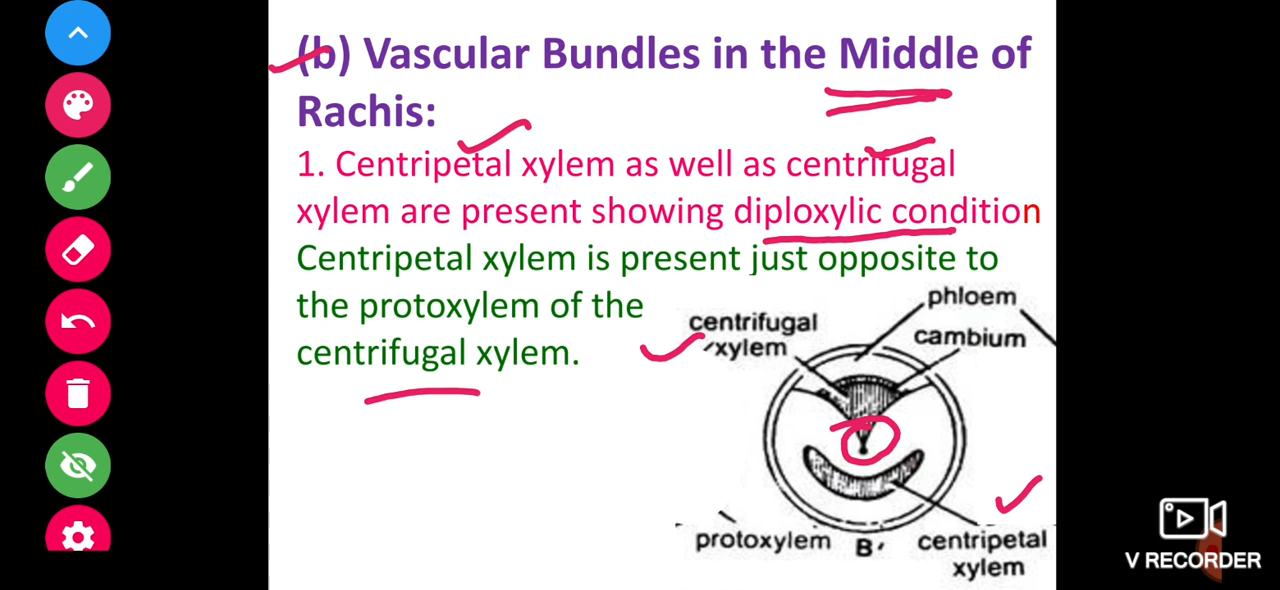 (b) Vascular Bundles in the Middle of
Rachis:
1. Centripetal xylem as well as centrifugal
xylem are present showing diploxylic condition
Centripetal xylem is present just opposite to
the protoxylem of the
centrifugal xylem.
phloem
centrifugal
xylem
cambium
protoxylem
B
centripetal
xylem
V RECORDER